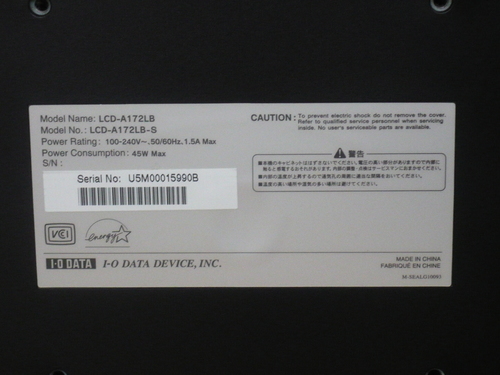 Model Name: LCD-A172LB
Model No.: LCD-A172LB-S
Power Rating: 100-240V~,50/60Hz,1.5A Max
Power Consumption: 45W Max
S/N :
Serial No: U5M00015990B
CAUTION : To prevent electric shock do not remove the cover.
Refer to qualified service personnel when servicing
inside. No user's serviceable parts are available.
警告
VCCI
energy
I-O DATA I-O DATA DEVICE, INC.
MADE IN CHINA
FABRIQUÉ EN CHINE